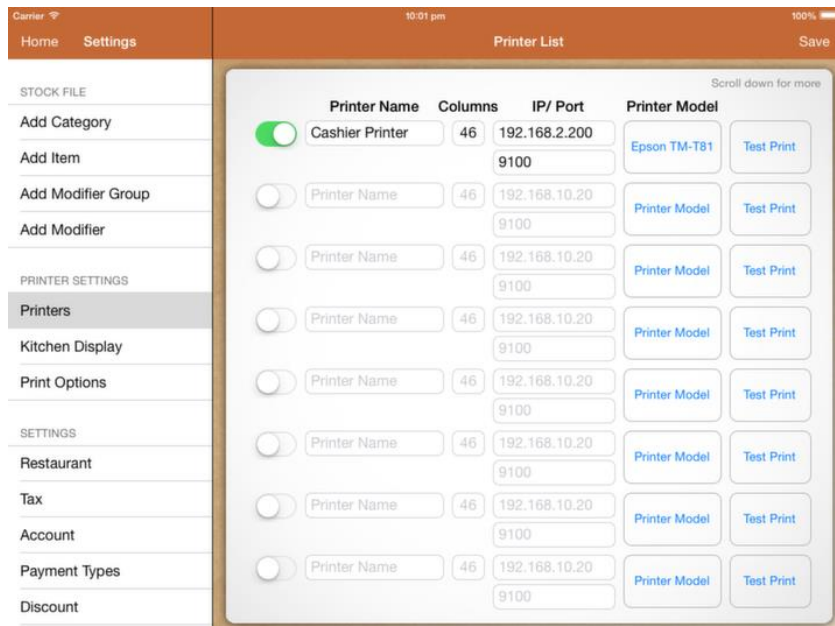 Carrier 10:01 pm 100%
Home Settings Printer List Save
STOCK FILE
Add Category
Add Item
Add Modifier Group
Add Modifier
PRINTER SETTINGS
Printers
Kitchen Display
Print Options
SETTINGS
Restaurant
Tax
Account
Payment Types
Discount
Scroll down for more
Printer Name Columns IP/ Port Printer Model
Cashier Printer 46 192.168.2.200 Epson TM-T81 Test Print
9100
Printer Name 46 192.168.10.20 Printer Model Test Print
9100
Printer Name 46 192.168.10.20 Printer Model Test Print
9100
Printer Name 46 192.168.10.20 Printer Model Test Print
9100
Printer Name 46 192.168.10.20 Printer Model Test Print
9100
Printer Name 46 192.168.10.20 Printer Model Test Print
9100
Printer Name 46 192.168.10.20 Printer Model Test Print
9100
Printer Name 46 192.168.10.20 Printer Model Test Print
9100